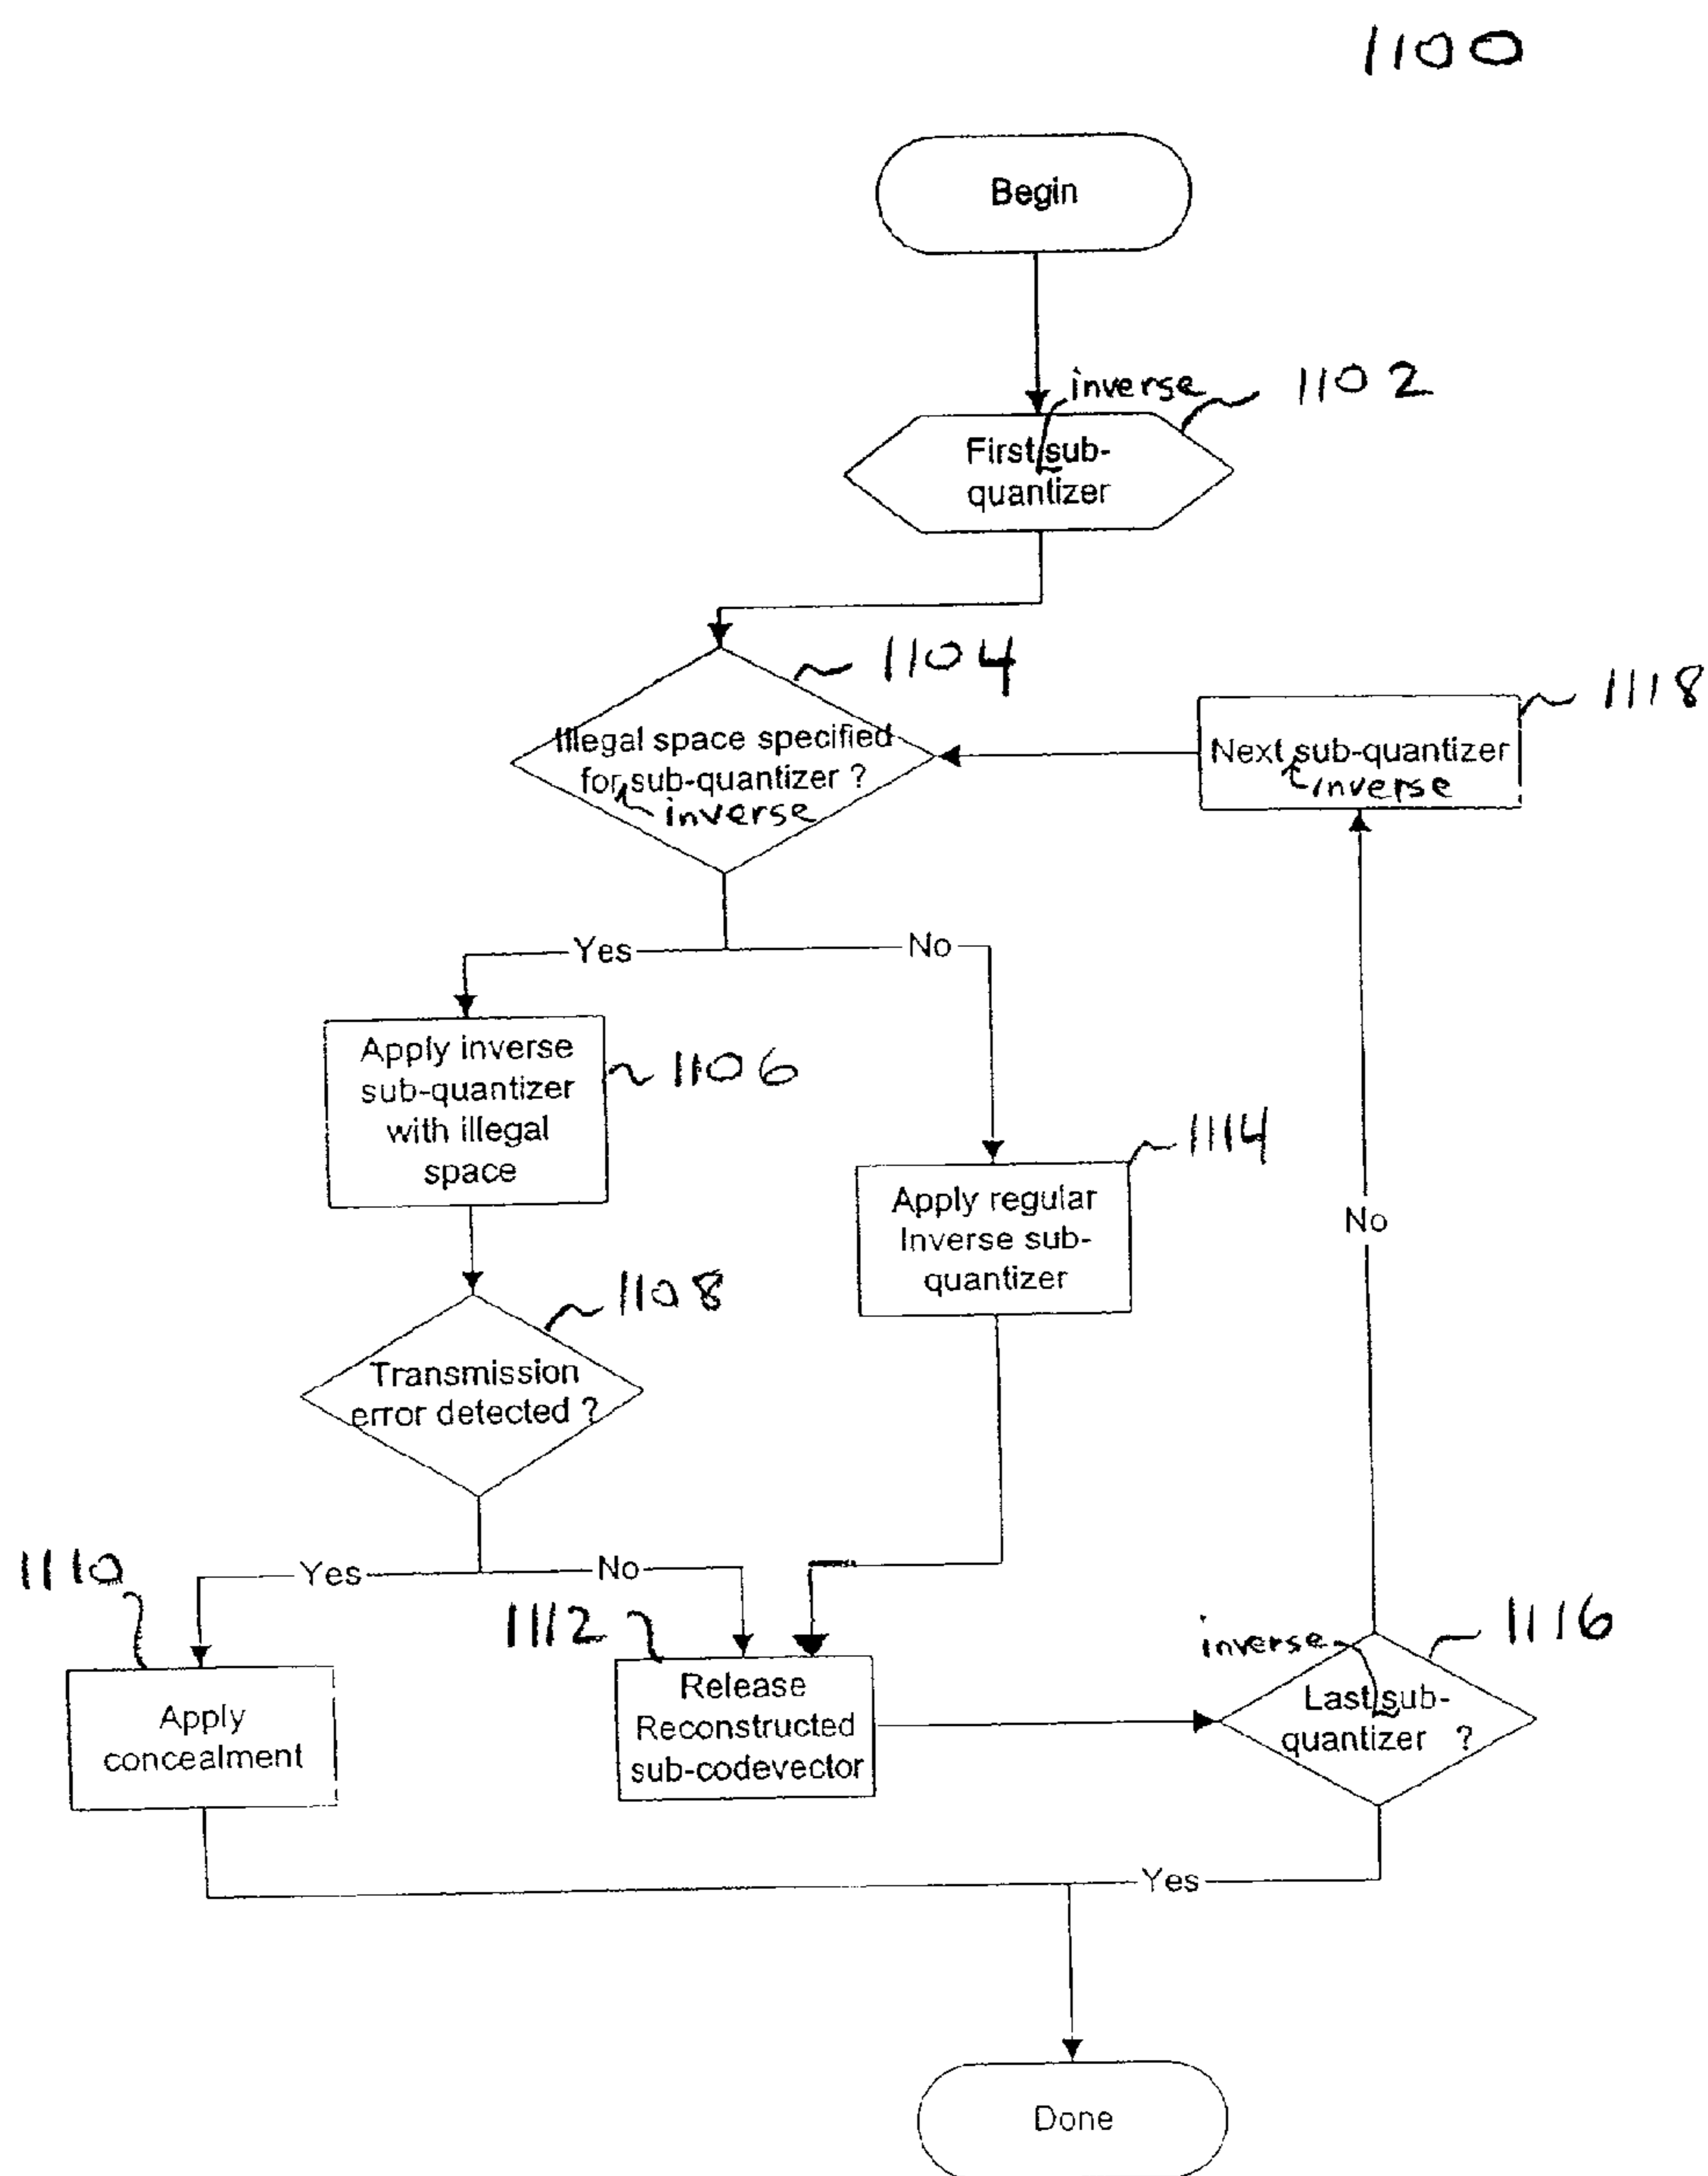 1100
Begin
inverse
1102
First sub-
quantizer
1104
Illegal space specified
for sub-quantizer ?
inverse
1118
Next sub-quantizer
inverse
Yes
No
Apply inverse
sub-quantizer
with illegal
space
1106
1114
Apply regular
Inverse sub-
quantizer
No
1108
Transmission
error detected ?
1110
Yes
No
1112
1116
inverse
Apply
concealment
Release
Reconstructed
sub-codevector
Last sub-
quantizer ?
Yes
Done